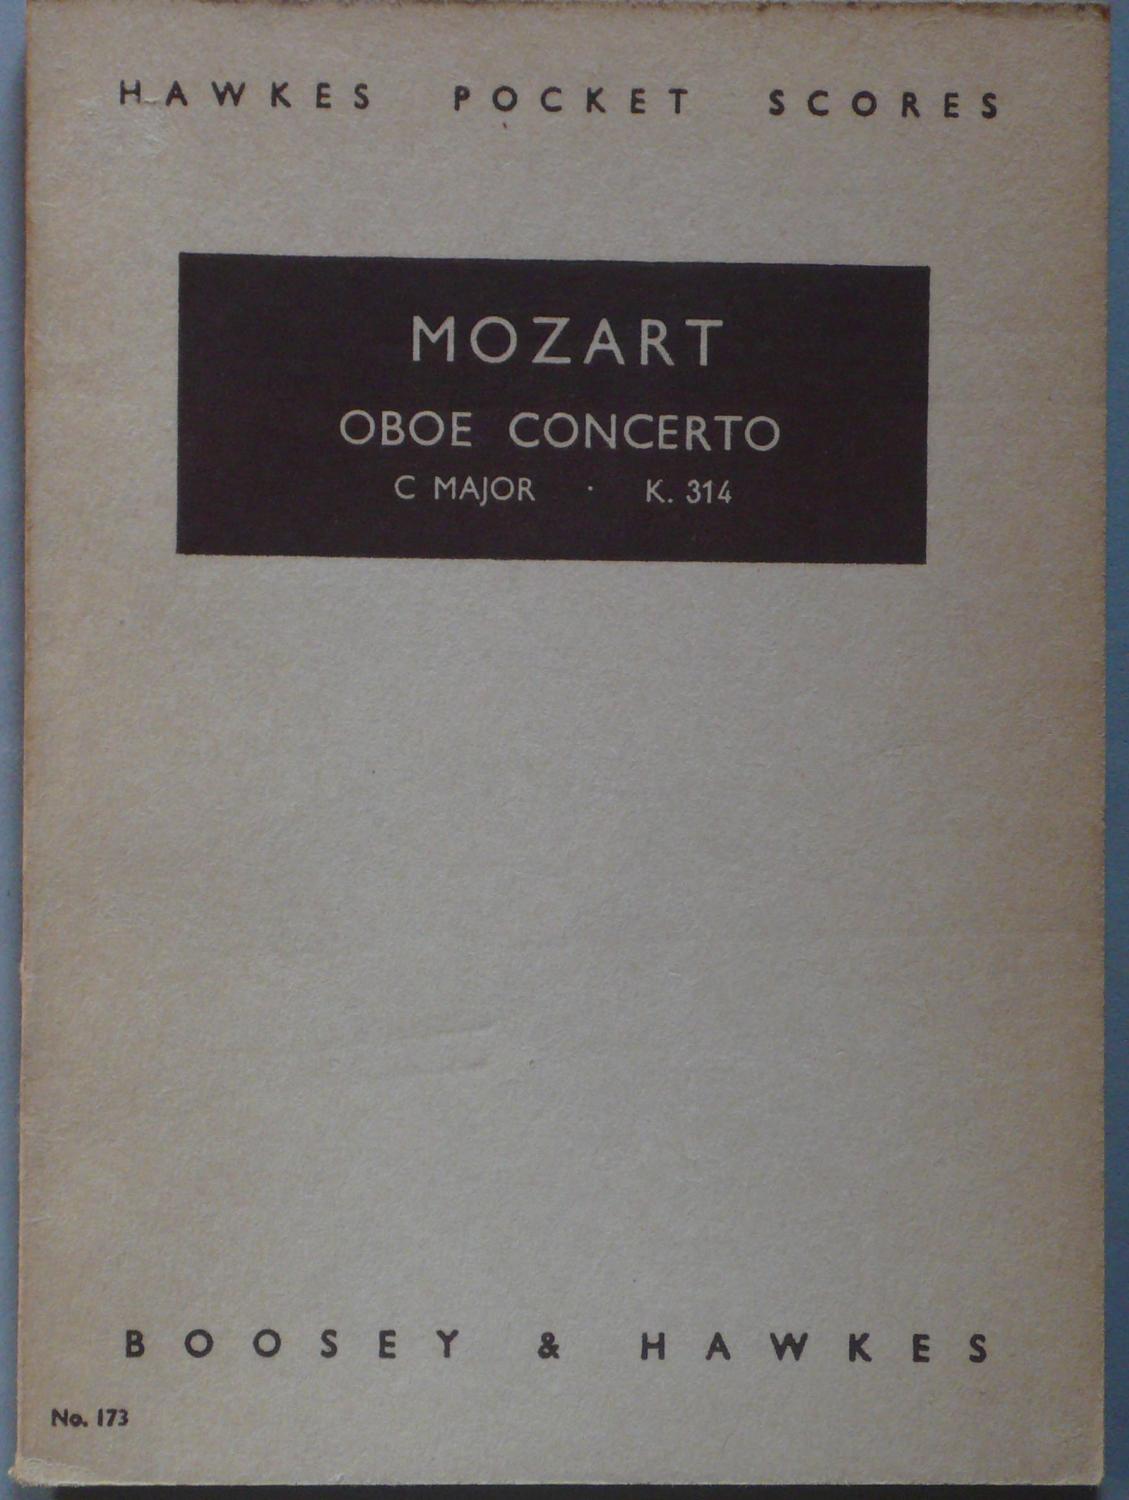 HAWKES POCKET SCORES
MOZART
OBOE CONCERTO
C MAJOR · K. 314
BOOSEY & HAWKES
No. 173